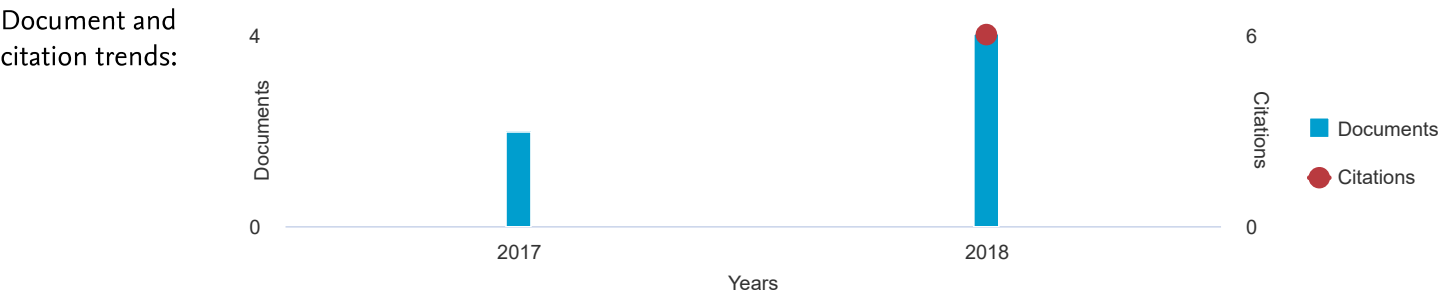 Document and
citation trends:
4
Documents
0
2017
2018
Years
6
Citations
0
Documents
Citations